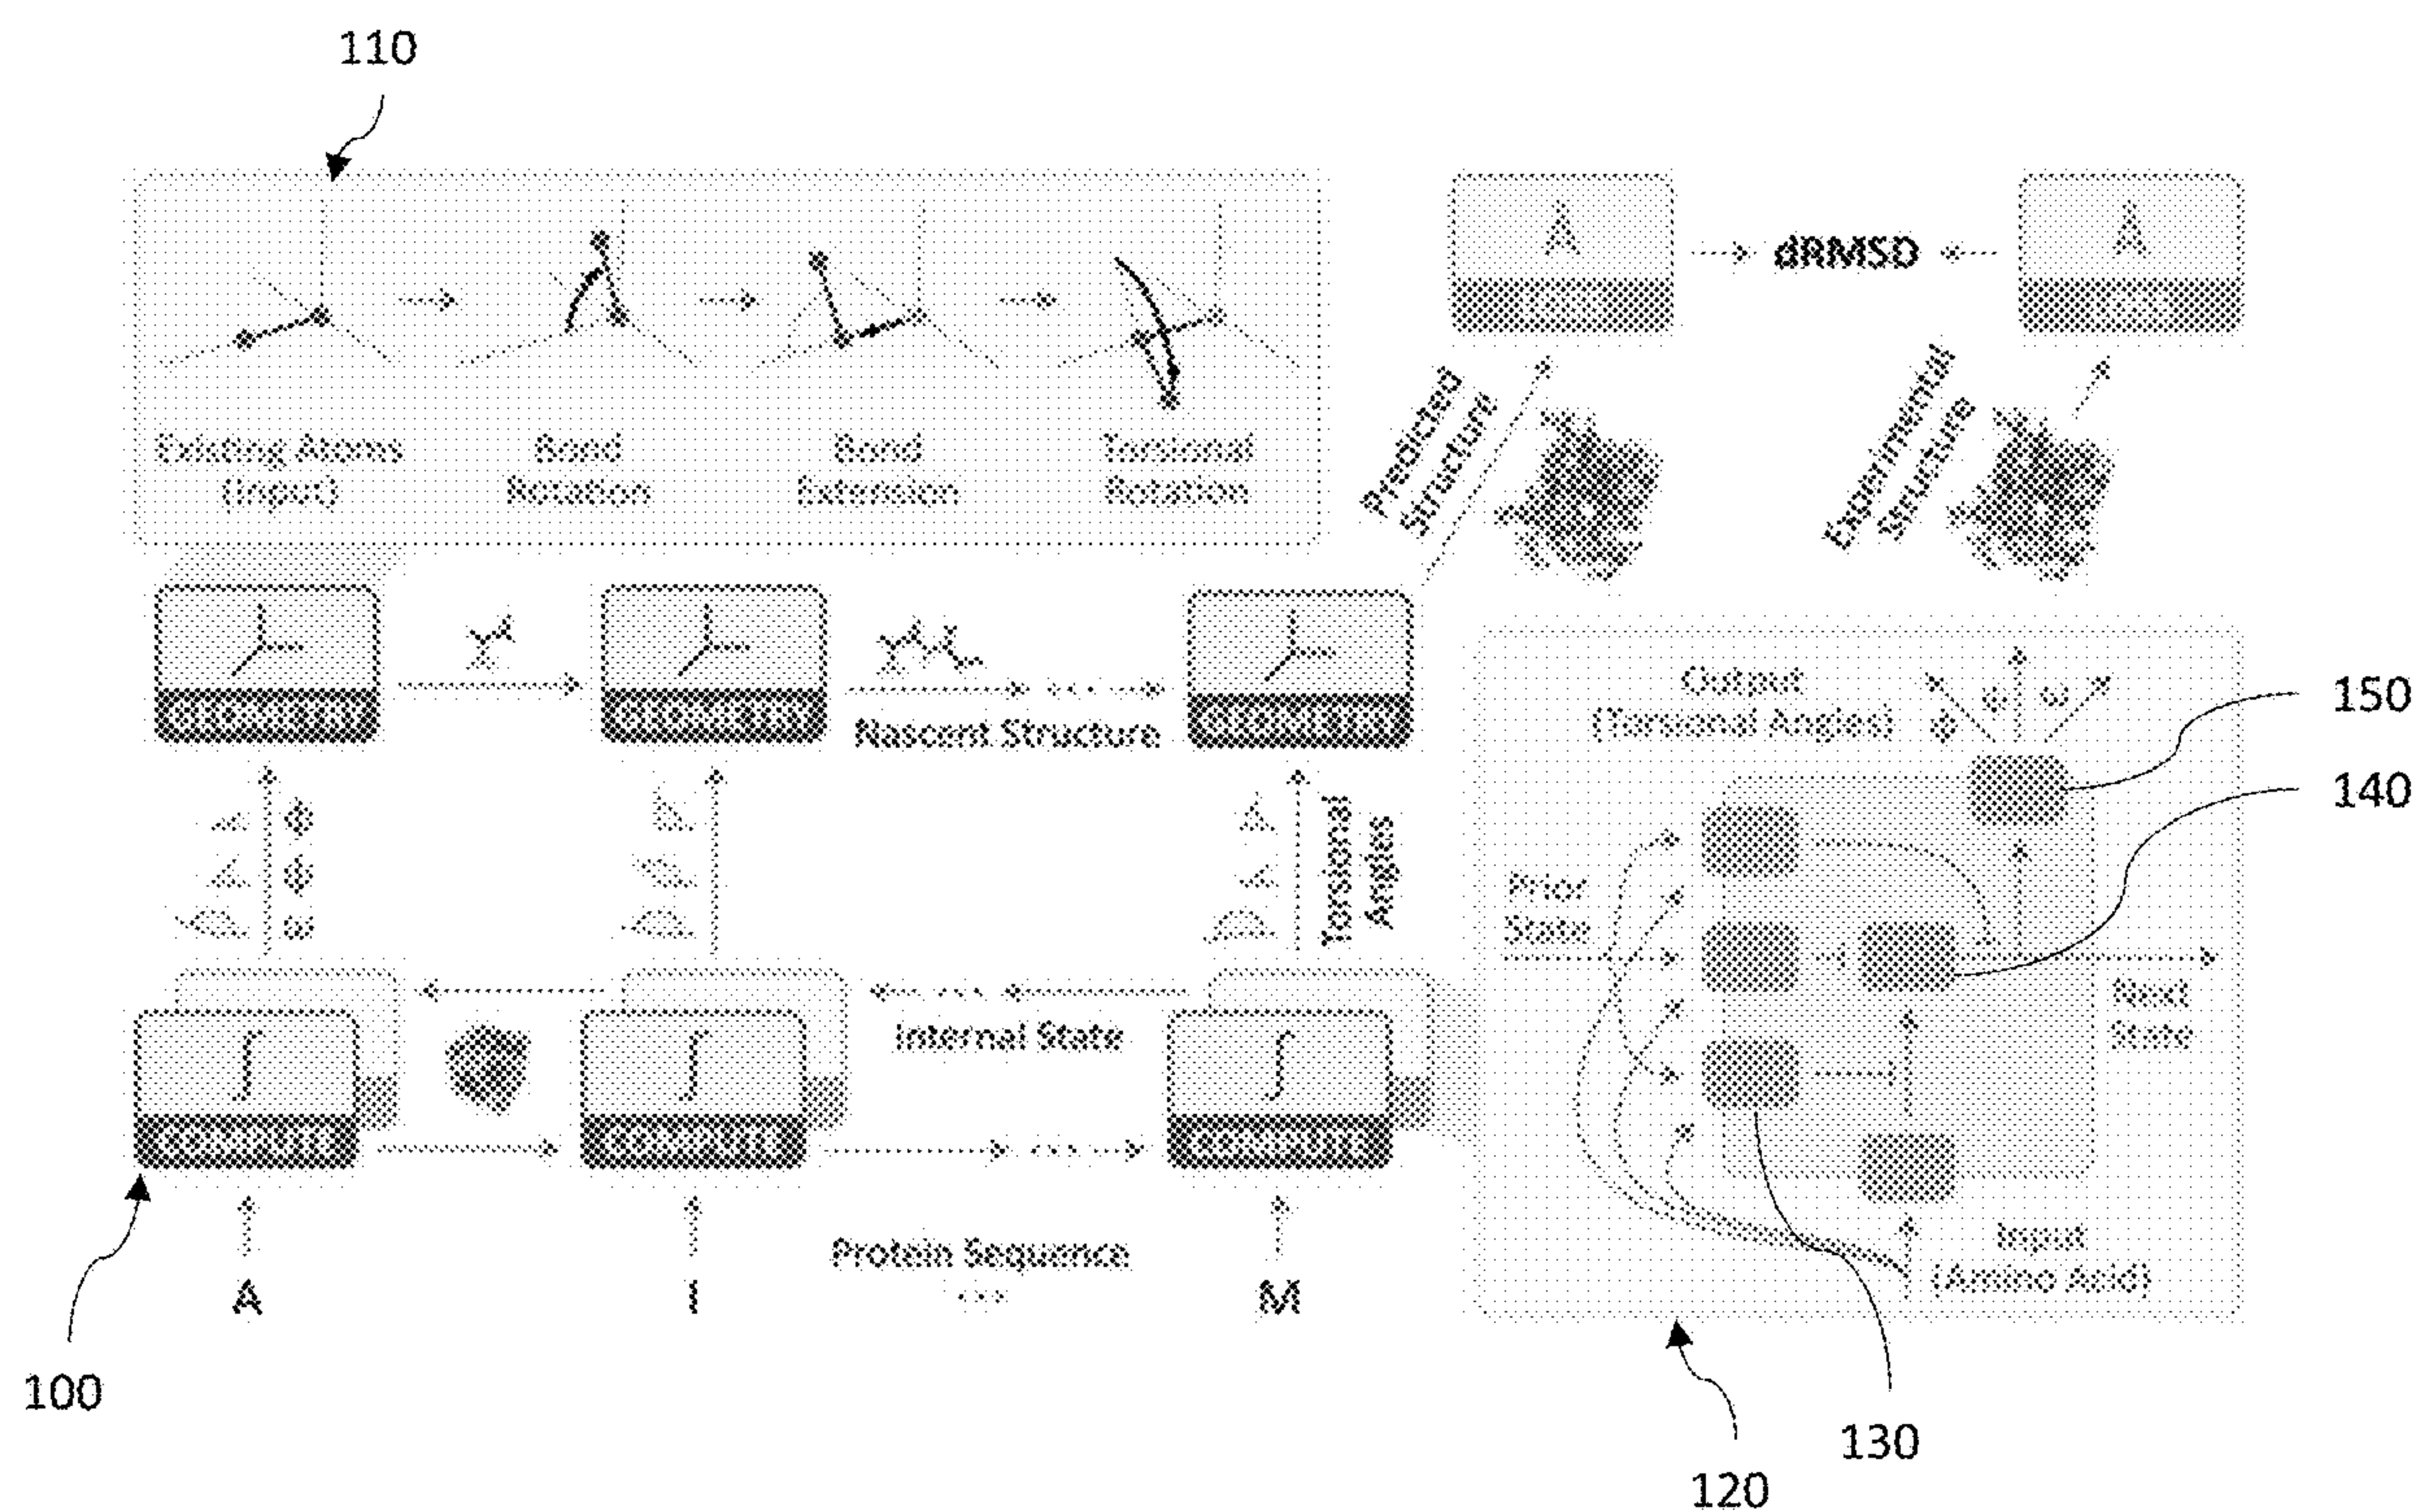 110
dRMSD
Predicted
Structure
Experimental
Structure
Existing Atoms
(Input)
Bond
Rotation
Bond
Extension
Torsional
Rotation
Nascent Structure
Output
(Torsional Angles)
150
140
Torsional
Angles
Prior
State
Next
State
Internal State
Protein Sequence
...
A
I
M
Input
(Amino Acid)
100
130
120